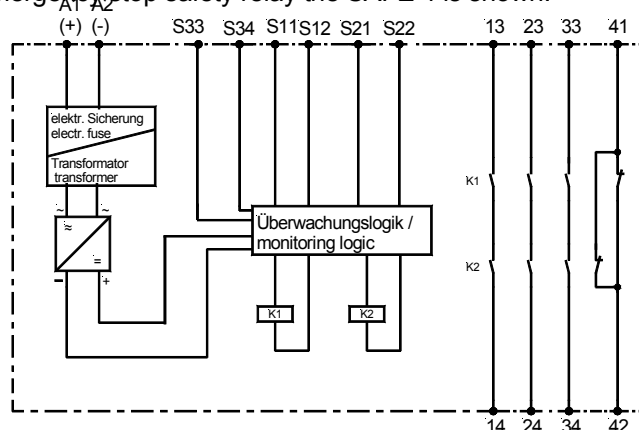 A1 A2
(+) (-) S33 S34 S11 S12 S21 S22 13 23 33 41
elektr. Sicherung
electr. fuse
Transformator
transformer
~ ~
≈
=
- +
Überwachungslogik /
monitoring logic
K1
K2
K1 K2
14 24 34 42